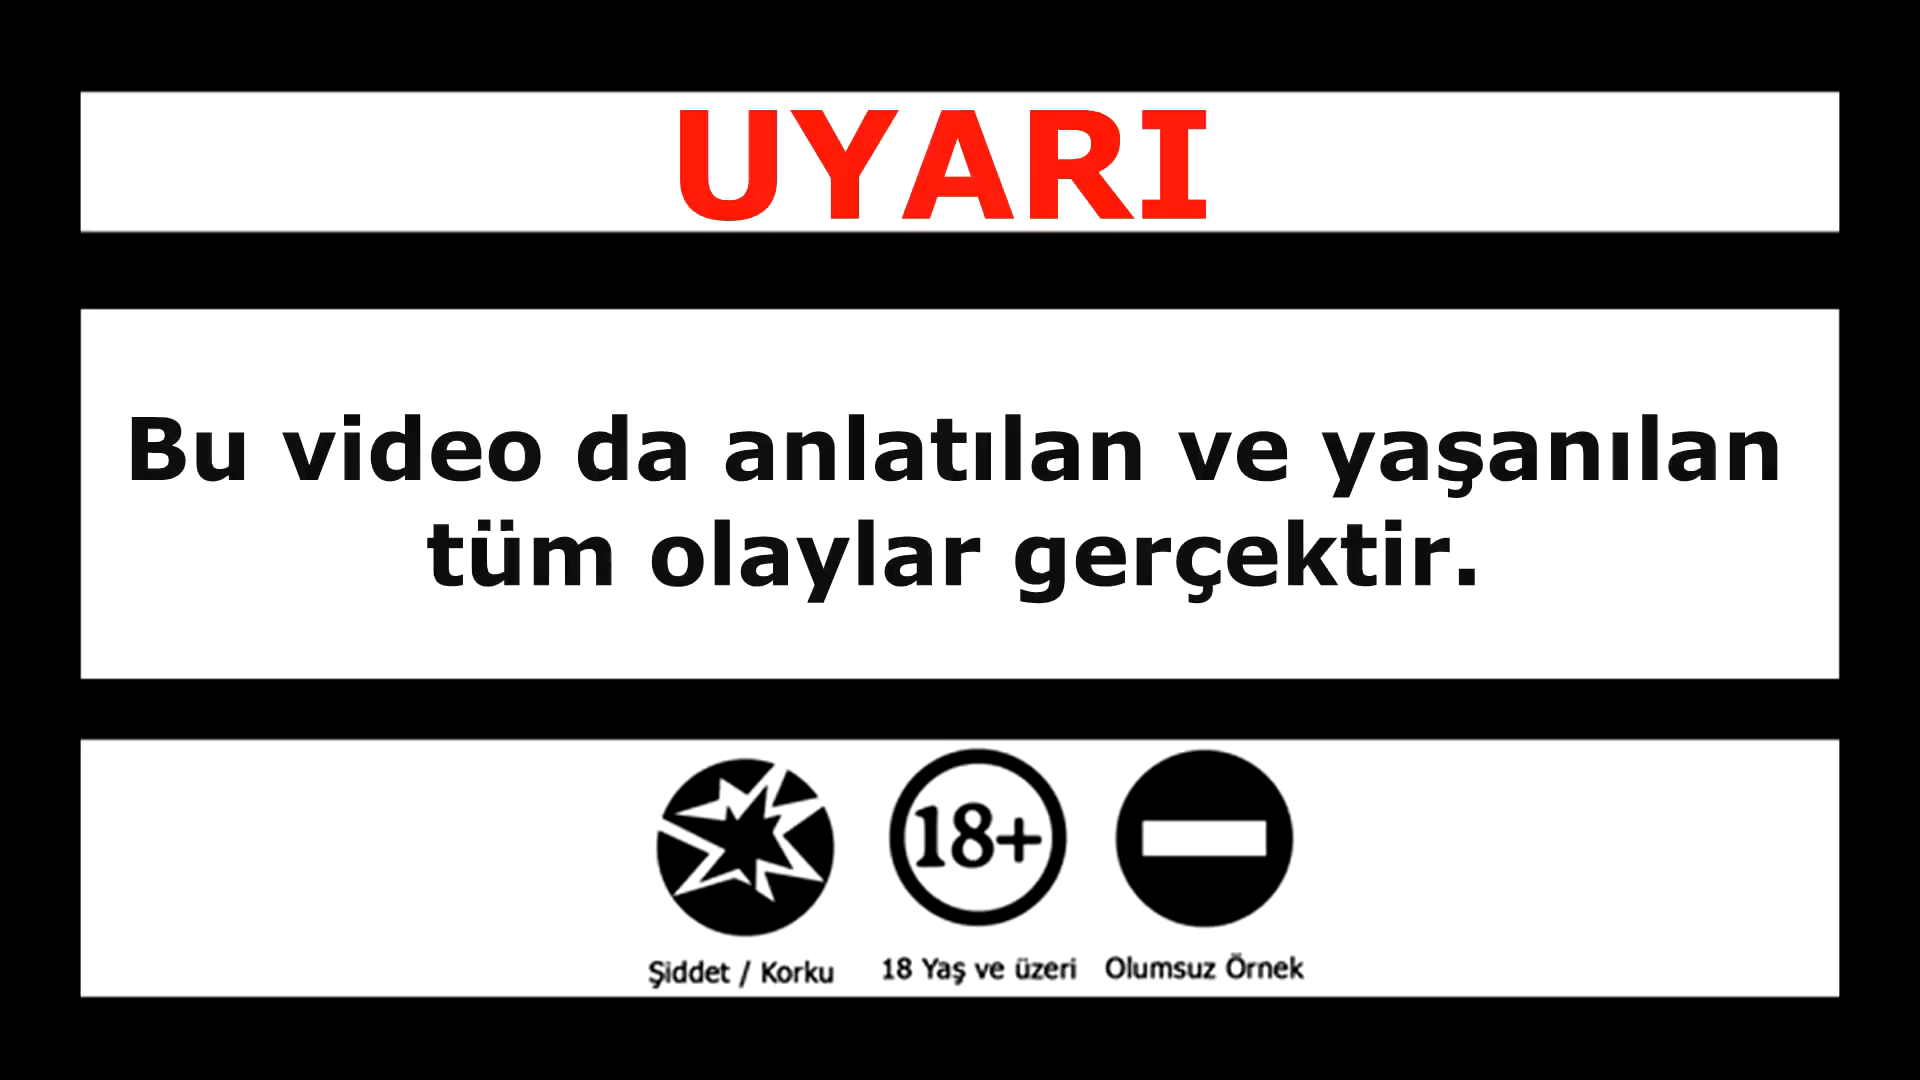 UYARI
Bu video da anlatılan ve yaşanılan
tüm olaylar gerçektir.
18+
Şiddet / Korku 18 Yaş ve üzeri Olumsuz Örnek